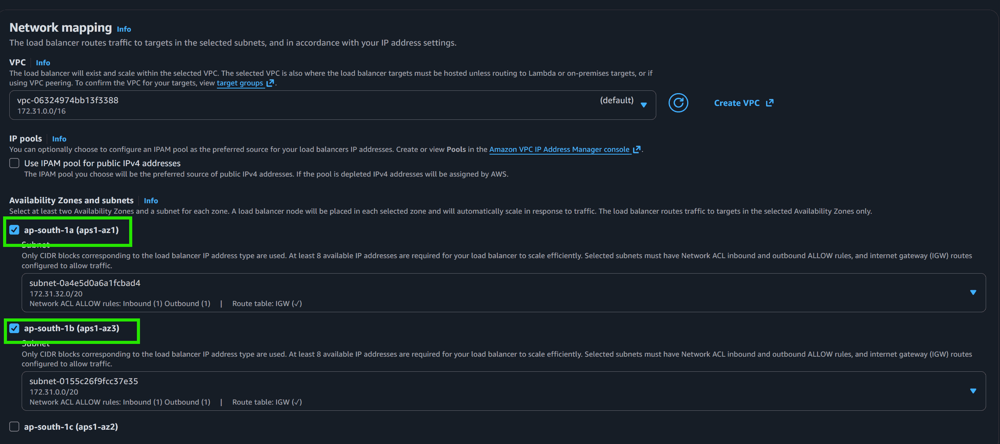 Network mapping Info
The load balancer routes traffic to targets in the selected subnets, and in accordance with your IP address settings.
VPC Info
The load balancer will exist and scale within the selected VPC. The selected VPC is also where the load balancer targets must be hosted unless routing to Lambda or on-premises targets, or if
using VPC peering. To confirm the VPC for your targets, view target groups.
vpc-06324974bb13f3388 (default)
172.31.0.0/16
Create VPC
IP pools Info
You can optionally choose to configure an IPAM pool as the preferred source for your load balancers IP addresses. Create or view Pools in the Amazon VPC IP Address Manager console.
Use IPAM pool for public IPv4 addresses
The IPAM pool you choose will be the preferred source of public IPv4 addresses. If the pool is depleted IPv4 addresses will be assigned by AWS.
Availability Zones and subnets Info
Select at least two Availability Zones and a subnet for each zone. A load balancer node will be placed in each selected zone and will automatically scale in response to traffic. The load balancer routes traffic to targets in the selected Availability Zones only.
ap-south-1a (aps1-az1)
Subnet
Only CIDR blocks corresponding to the load balancer IP address type are used. At least 8 available IP addresses are required for your load balancer to scale efficiently. Selected subnets must have Network ACL inbound and outbound ALLOW rules, and internet gateway (IGW) routes
configured to allow traffic.
subnet-0a4e5d0a6a1fcbad4
172.31.32.0/20
Network ACL ALLOW rules: Inbound (1) Outbound (1) | Route table: IGW (✓)
ap-south-1b (aps1-az3)
Subnet
Only CIDR blocks corresponding to the load balancer IP address type are used. At least 8 available IP addresses are required for your load balancer to scale efficiently. Selected subnets must have Network ACL inbound and outbound ALLOW rules, and internet gateway (IGW) routes
configured to allow traffic.
subnet-0155c26f9fcc37e35
172.31.0.0/20
Network ACL ALLOW rules: Inbound (1) Outbound (1) | Route table: IGW (✓)
ap-south-1c (aps1-az2)